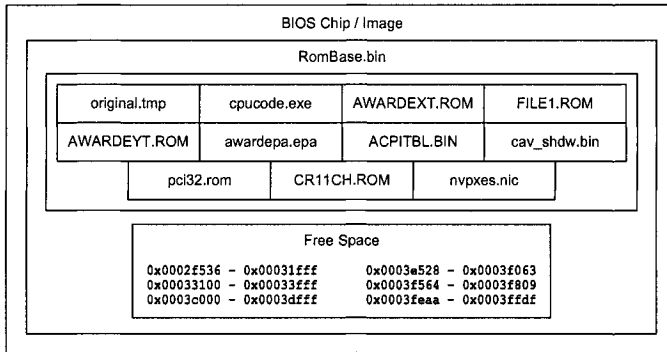 BIOS Chip / Image
RomBase.bin
original.tmp cpucode.exe AWARDEXT.ROM FILE1.ROM
AWARDEYT.ROM awardepa.epa ACPITBL.BIN cav_shdw.bin
pci32.rom CR11CH.ROM nvpxes.nic
Free Space
0x0002f536 - 0x00031fff 0x0003e528 - 0x0003f063
0x00033100 - 0x00033fff 0x0003f564 - 0x0003f809
0x0003c000 - 0x0003dfff 0x0003feaa - 0x0003ffdf